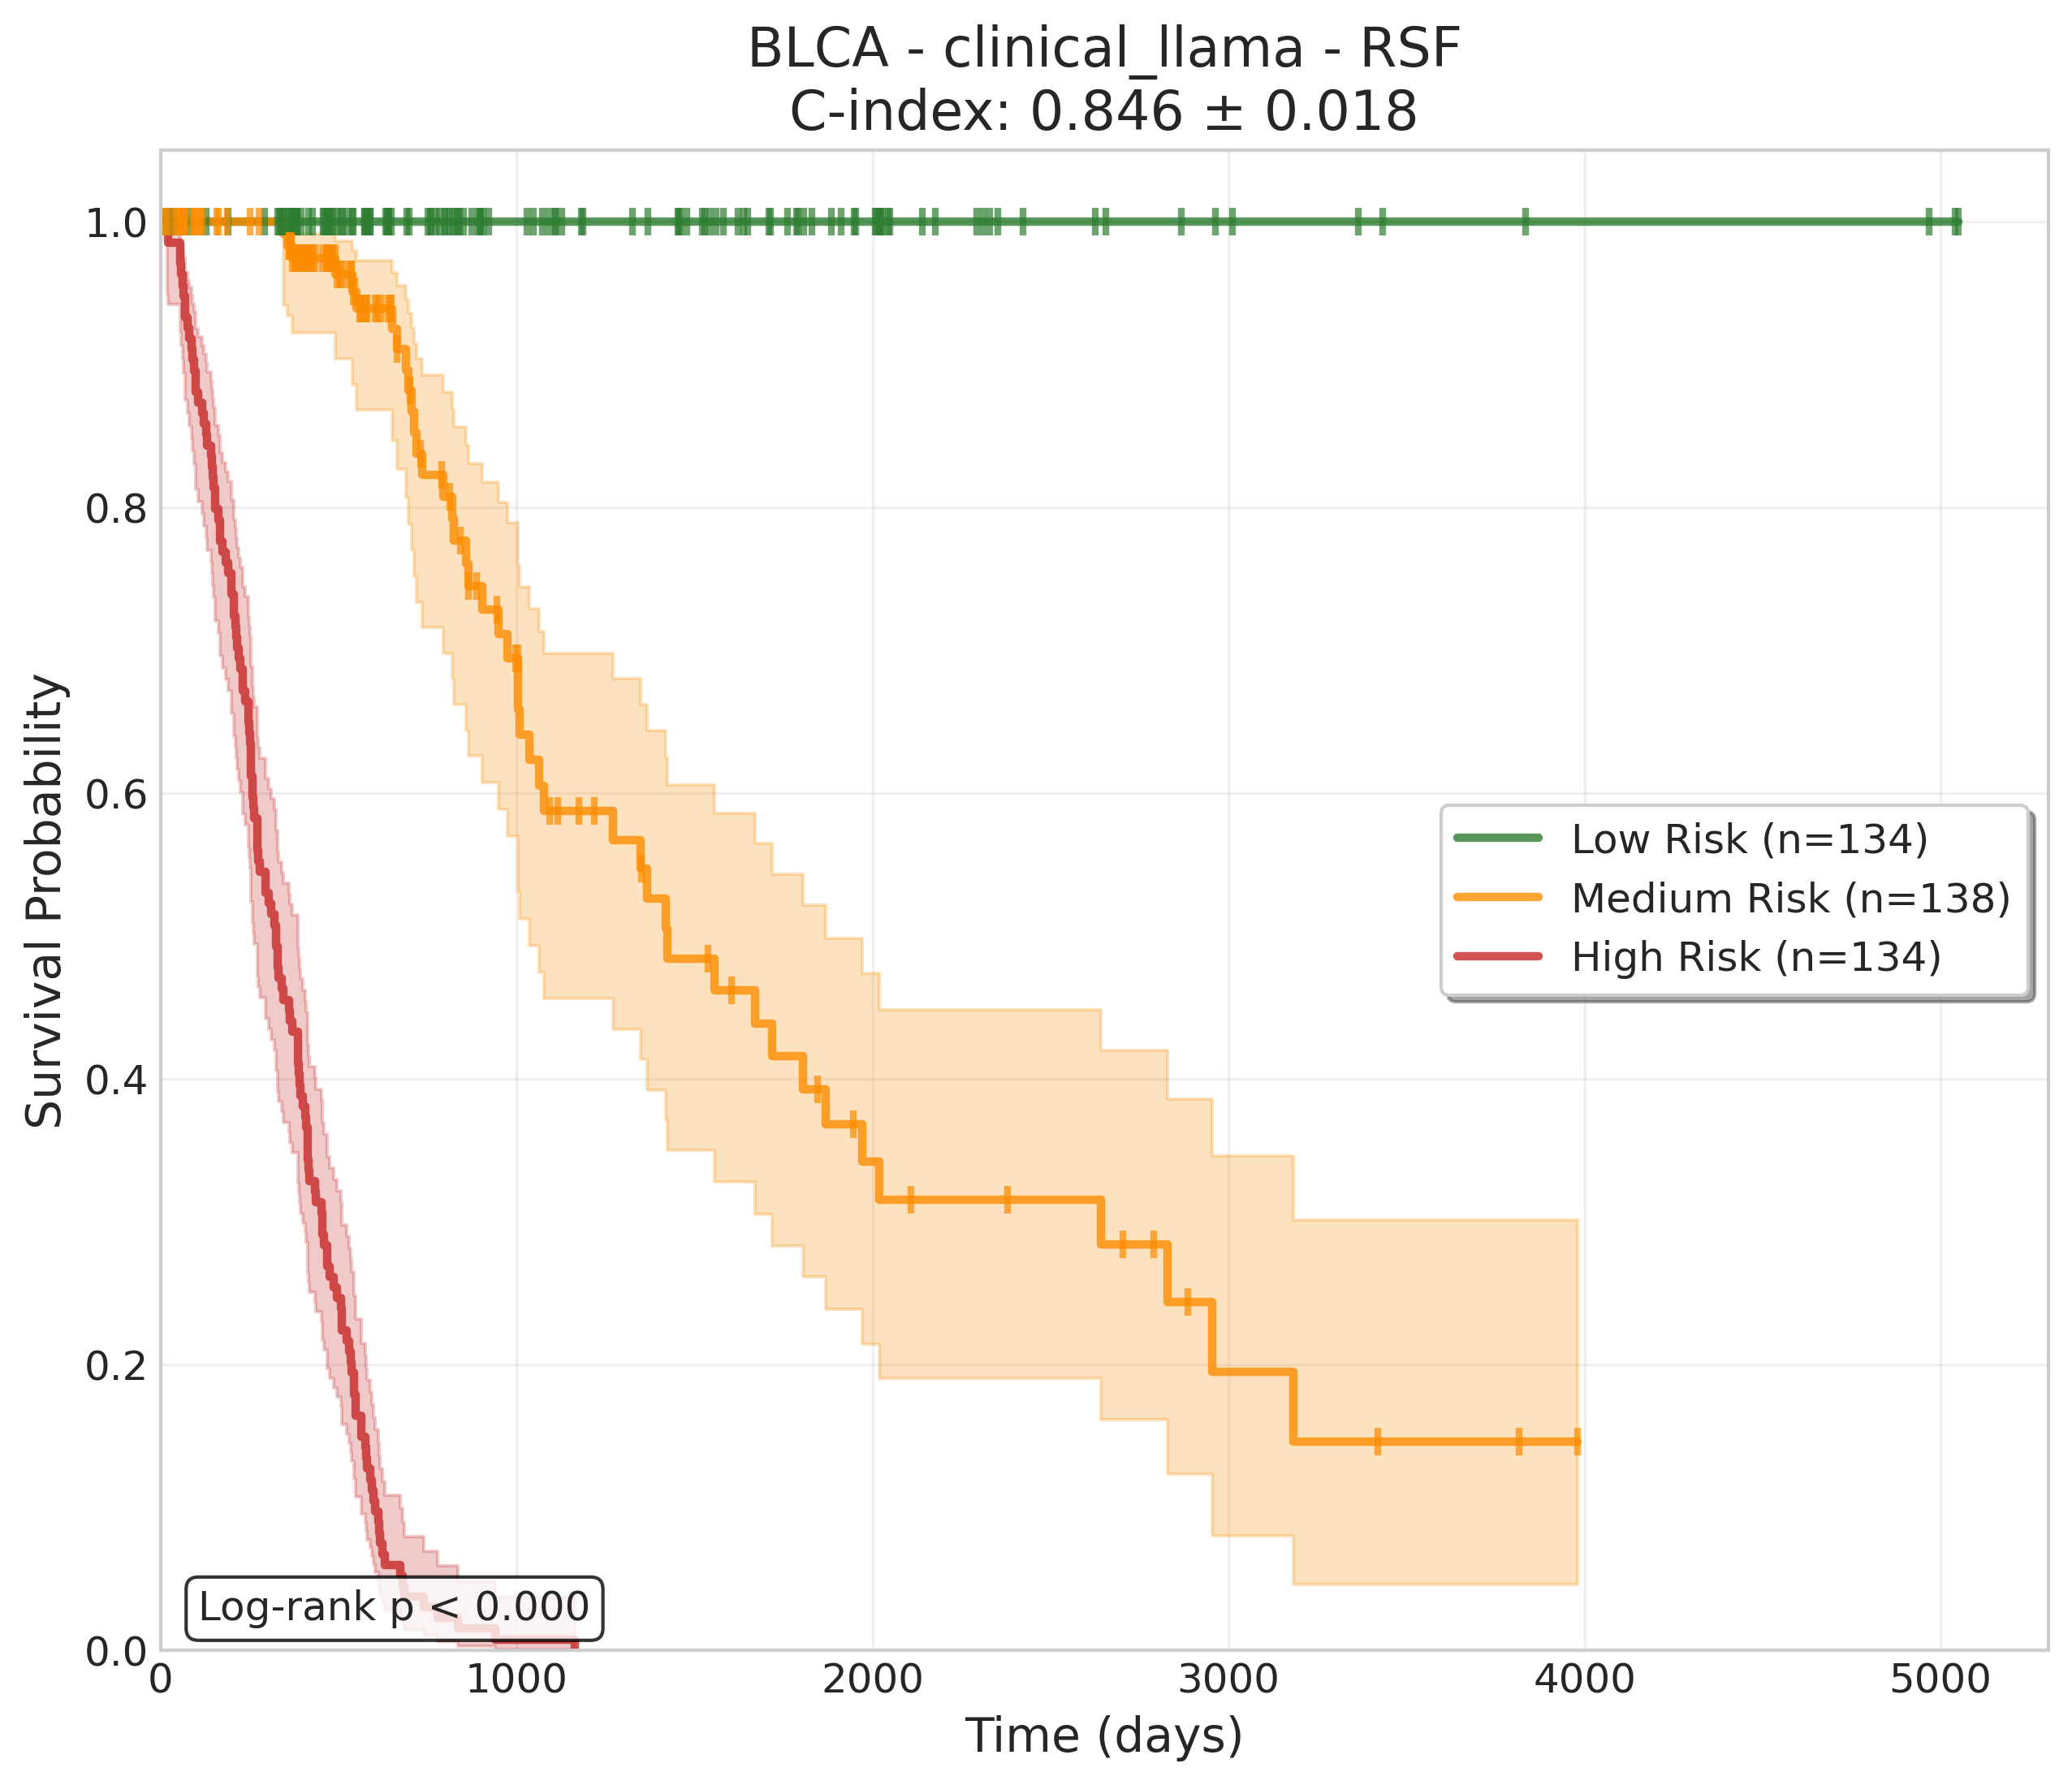 BLCA - clinical_llama - RSF
C-index: 0.846 ± 0.018
Survival Probability
1.0
0.8
0.6
0.4
0.2
0.0
Low Risk (n=134)
Medium Risk (n=138)
High Risk (n=134)
Log-rank p < 0.000
0 1000 2000 3000 4000 5000
Time (days)